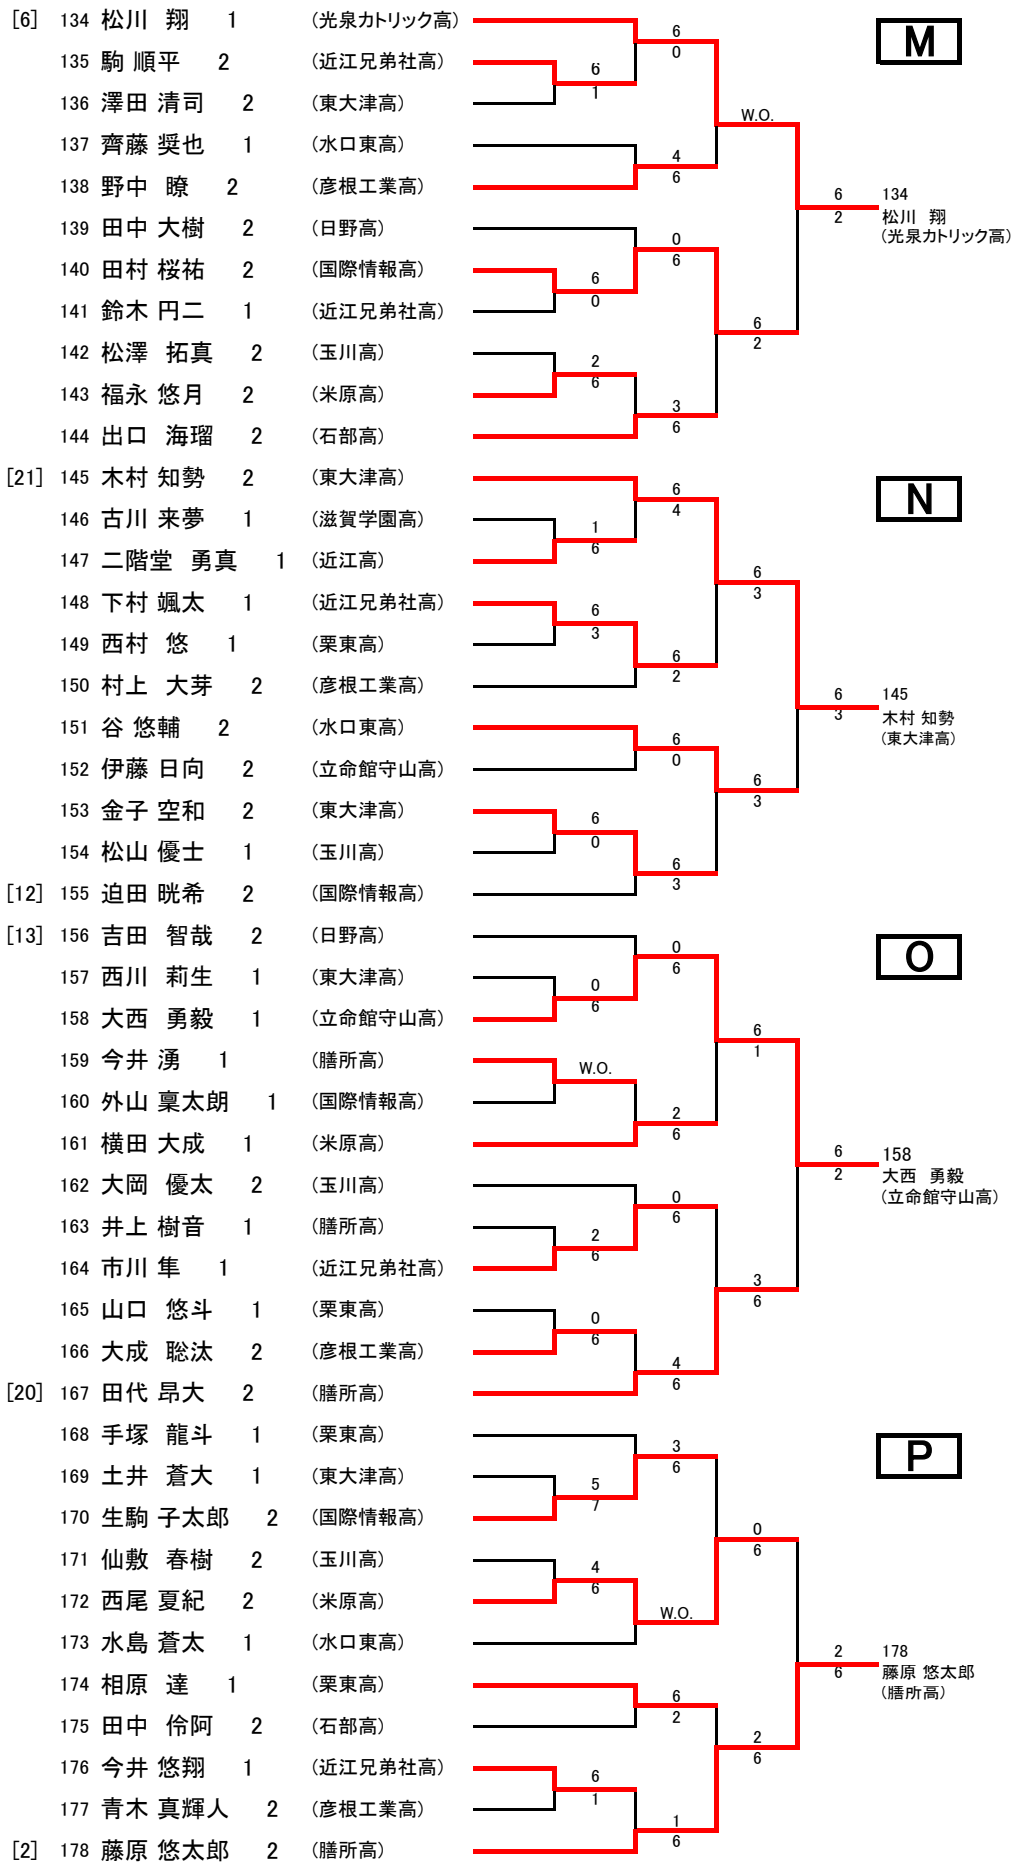 [6] 134 松川 翔 1 (光泉カトリック高)
6
0
M
135 駒 順平 2 (近江兄弟社高)
6
1
136 澤田 清司 2 (東大津高)
W.O.
137 齊藤 奨也 1 (水口東高)
4
6
138 野中 瞭 2 (彦根工業高)
6
2
134
松川 翔
(光泉カトリック高)
139 田中 大樹 2 (日野高)
0
6
140 田村 桜祐 2 (国際情報高)
6
0
141 鈴木 円二 1 (近江兄弟社高)
6
2
142 松澤 拓真 2 (玉川高)
2
6
143 福永 悠月 2 (米原高)
3
6
144 出口 海瑠 2 (石部高)
[21] 145 木村 知勢 2 (東大津高)
6
4
N
146 古川 来夢 1 (滋賀学園高)
1
6
147 二階堂 勇真 1 (近江高)
6
3
148 下村 颯太 1 (近江兄弟社高)
6
3
149 西村 悠 1 (栗東高)
6
2
150 村上 大芽 2 (彦根工業高)
6
3
145
木村 知勢
(東大津高)
151 谷 悠輔 2 (水口東高)
6
0
152 伊藤 日向 2 (立命館守山高)
6
3
153 金子 空和 2 (東大津高)
6
0
154 松山 優士 1 (玉川高)
6
3
[12] 155 迫田 晄希 2 (国際情報高)
[13] 156 吉田 智哉 2 (日野高)
0
6
O
157 西川 莉生 1 (東大津高)
0
6
158 大西 勇毅 1 (立命館守山高)
6
1
159 今井 湧 1 (膳所高)
W.O.
160 外山 稟太朗 1 (国際情報高)
2
6
161 横田 大成 1 (米原高)
6
2
158
大西 勇毅
(立命館守山高)
162 大岡 優太 2 (玉川高)
0
6
163 井上 樹音 1 (膳所高)
2
6
164 市川 隼 1 (近江兄弟社高)
3
6
165 山口 悠斗 1 (栗東高)
0
6
166 大成 聡汰 2 (彦根工業高)
4
6
[20] 167 田代 昂大 2 (膳所高)
168 手塚 龍斗 1 (栗東高)
3
6
P
169 土井 蒼大 1 (東大津高)
5
7
170 生駒 子太郎 2 (国際情報高)
0
6
171 仙敷 春樹 2 (玉川高)
4
6
172 西尾 夏紀 2 (米原高)
W.O.
173 水島 蒼太 1 (水口東高)
2
6
178
藤原 悠太郎
(膳所高)
174 相原 達 1 (栗東高)
6
2
175 田中 伶阿 2 (石部高)
2
6
176 今井 悠翔 1 (近江兄弟社高)
6
1
177 青木 真輝人 2 (彦根工業高)
1
6
[2] 178 藤原 悠太郎 2 (膳所高)